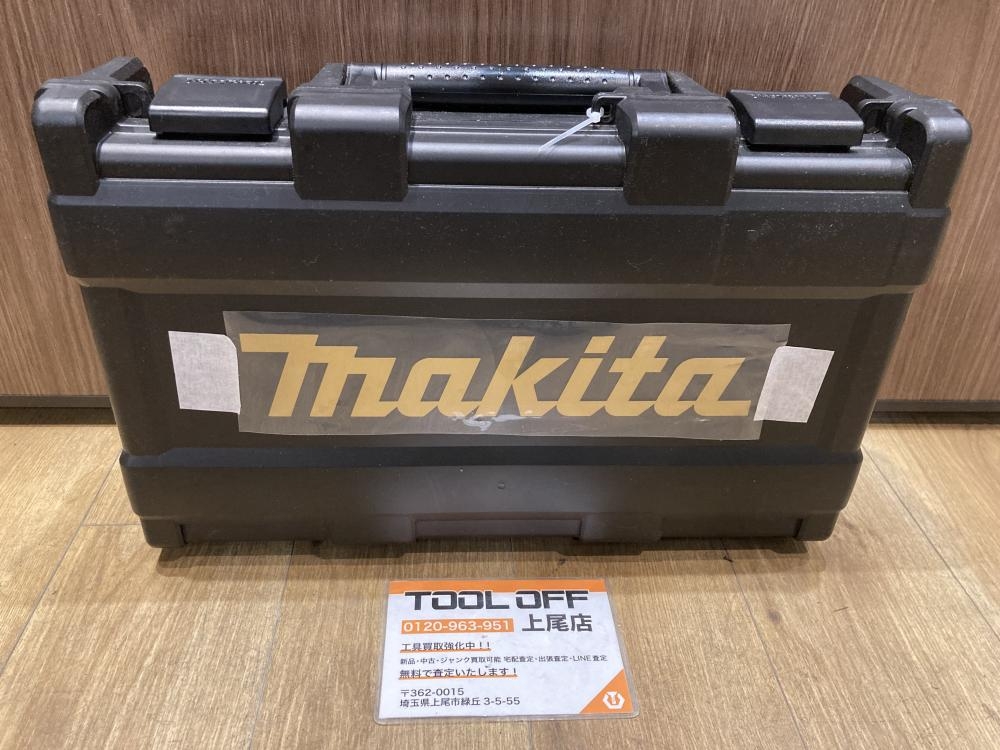 makita
TOOL OFF
0120-963-951 上尾店
工具買取強化中！！
新品・中古・ジャンク買取可能 宅配査定・出張査定・LINE査定
無料で査定いたします！
〒362-0015
埼玉県上尾市緑丘 3-5-55